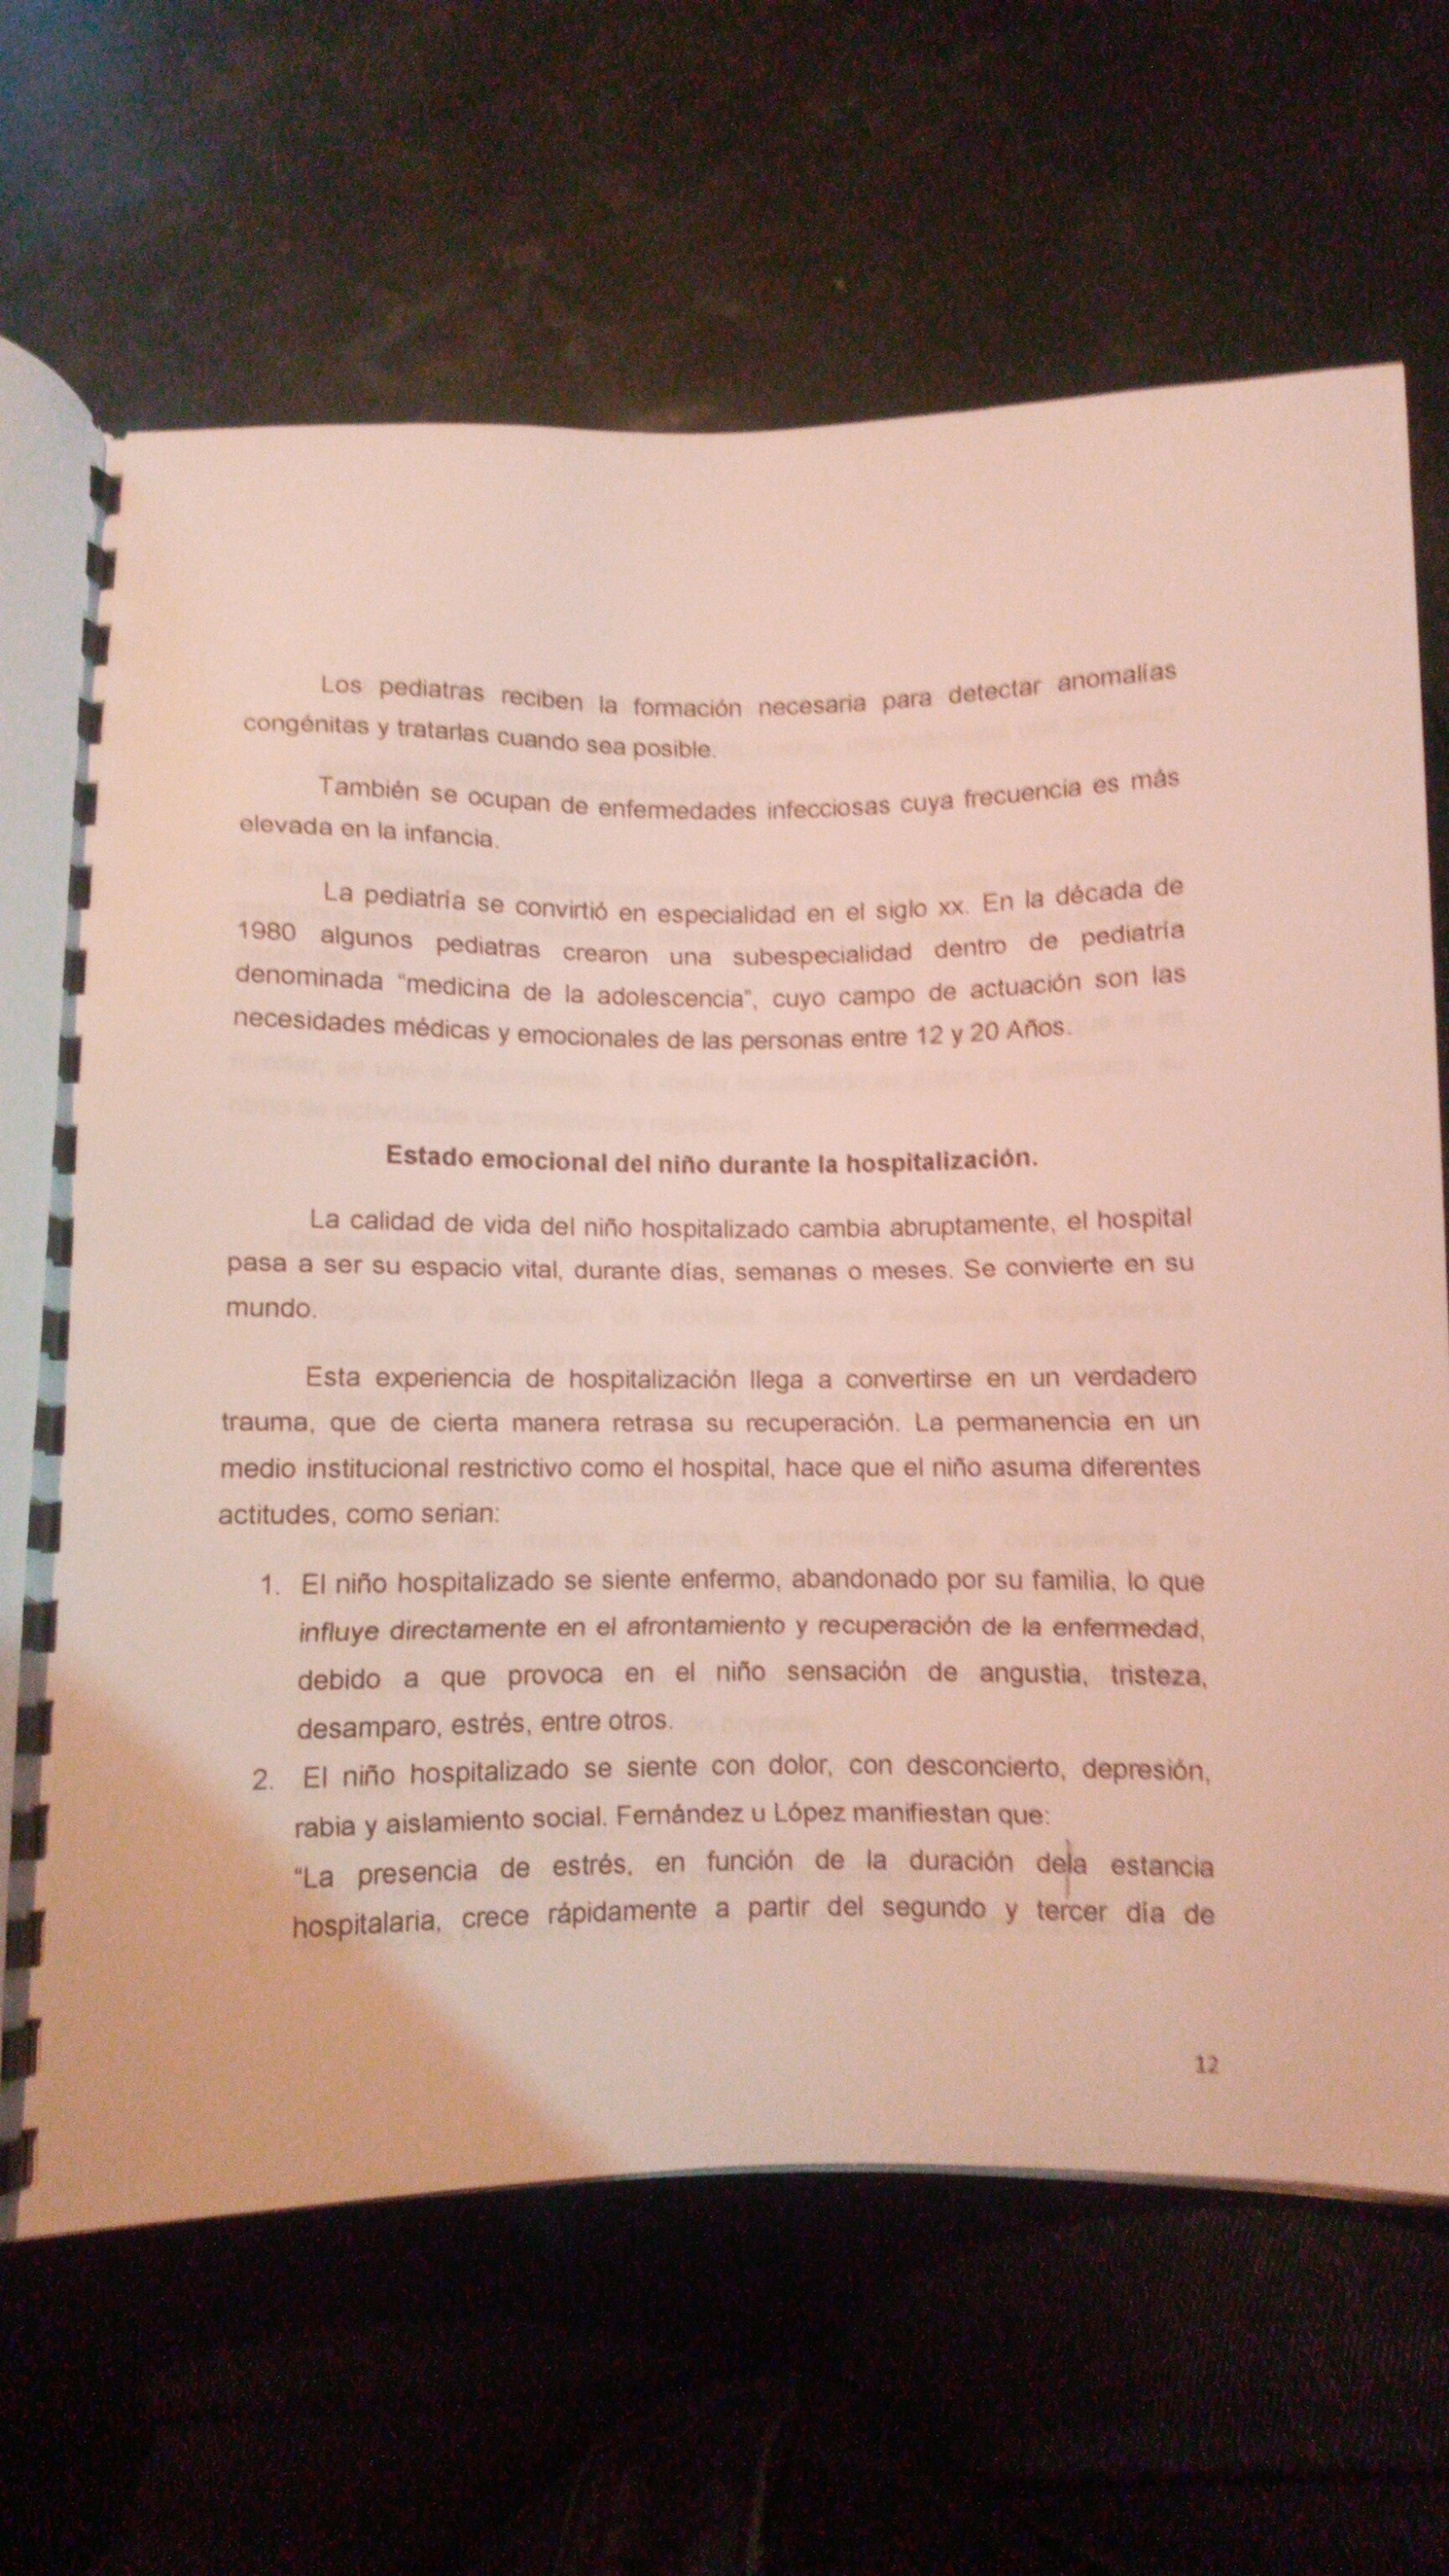 Los pediatras reciben la formación necesaria para detectar anomalías
congénitas y tratarlas cuando sea posible.
También se ocupan de enfermedades infecciosas cuya frecuencia es más
elevada en la infancia.
La pediatría se convirtió en especialidad en el siglo xx. En la década de
1980 algunos pediatras crearon una subespecialidad dentro de pediatría
denominada “medicina de la adolescencia”, cuyo campo de actuación son las
necesidades médicas y emocionales de las personas entre 12 y 20 Años.
Estado emocional del niño durante la hospitalización.
La calidad de vida del niño hospitalizado cambia abruptamente, el hospital
pasa a ser su espacio vital, durante días, semanas o meses. Se convierte en su
mundo.
Esta experiencia de hospitalización llega a convertirse en un verdadero
trauma, que de cierta manera retrasa su recuperación. La permanencia en un
medio institucional restrictivo como el hospital, hace que el niño asuma diferentes
actitudes, como serian:
1. El niño hospitalizado se siente enfermo, abandonado por su familia, lo que
influye directamente en el afrontamiento y recuperación de la enfermedad,
debido a que provoca en el niño sensación de angustia, tristeza,
desamparo, estrés, entre otros.
2. El niño hospitalizado se siente con dolor, con desconcierto, depresión,
rabia y aislamiento social. Fernández u López manifiestan que:
“La presencia de estrés, en función de la duración dela estancia
hospitalaria, crece rápidamente a partir del segundo y tercer día de
12